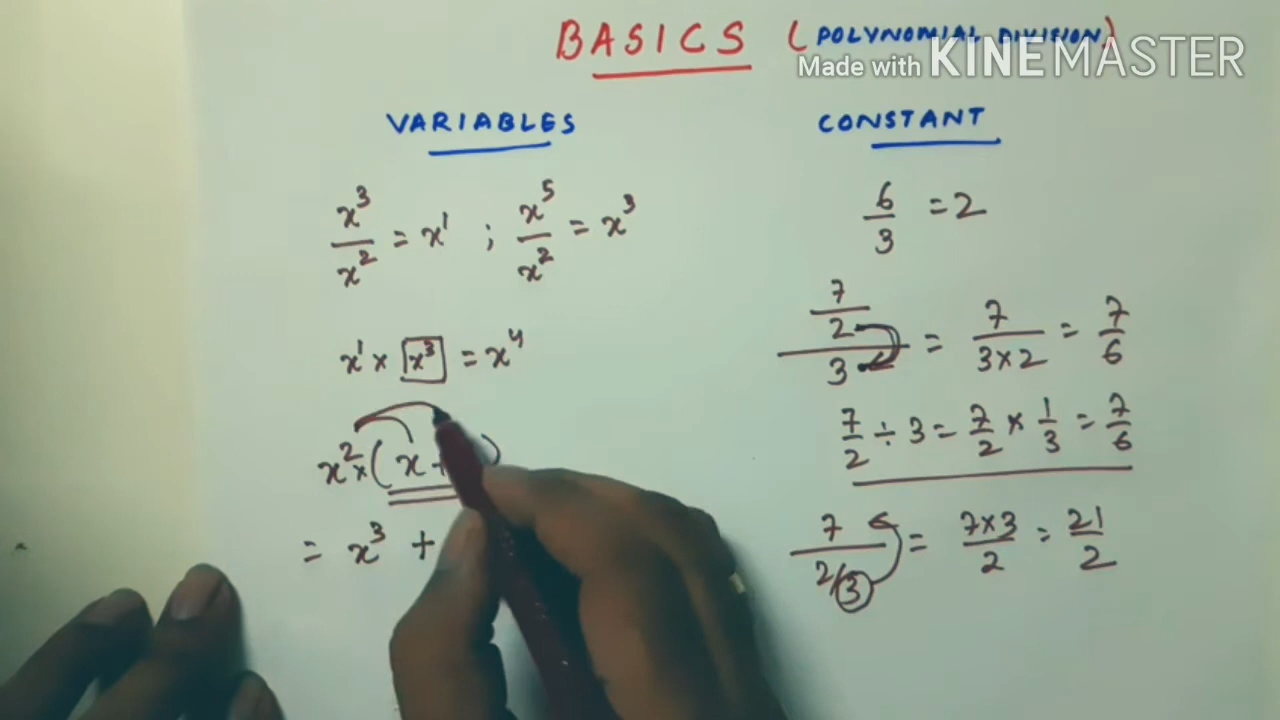 BASICS (POLYNOMIAL DIVISION)
Made with KINEMASTER
VARIABLES
x³/x² = x¹ ; x⁵/x² = x³
x¹ × x³ = x⁴
x² × ( x + )
= x³ +
CONSTANT
6/3 = 2
7/2/3 = 7/3×2 = 7/6
7/2 ÷ 3 = 7/2 × 1/3 = 7/6
7/2/3 = 7×3/2 = 21/2